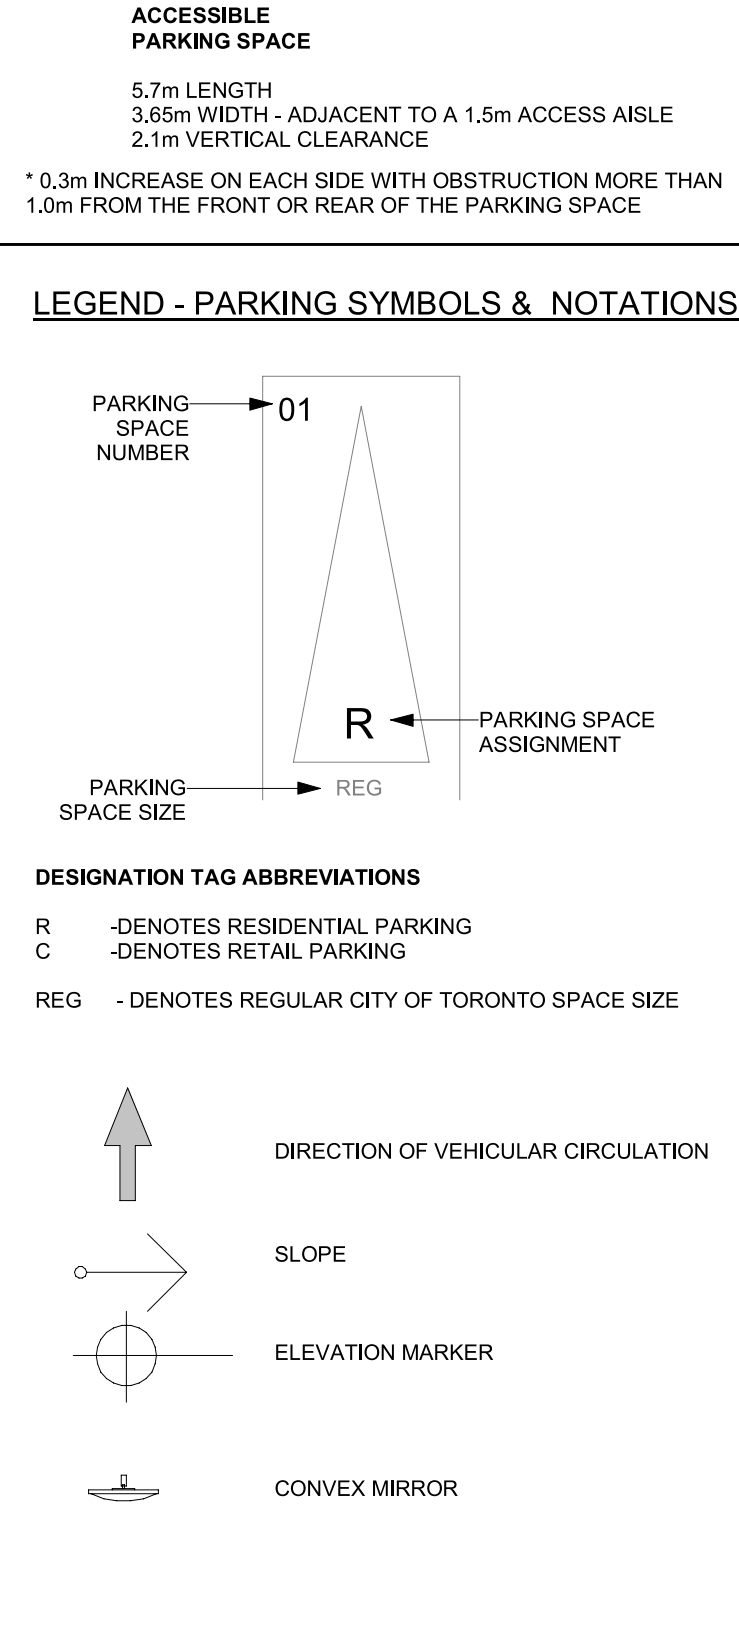 ACCESSIBLE
PARKING SPACE
5.7m LENGTH
3.65m WIDTH - ADJACENT TO A 1.5m ACCESS AISLE
2.1m VERTICAL CLEARANCE
* 0.3m INCREASE ON EACH SIDE WITH OBSTRUCTION MORE THAN
1.0m FROM THE FRONT OR REAR OF THE PARKING SPACE
LEGEND - PARKING SYMBOLS & NOTATIONS
PARKING
SPACE
NUMBER
01
R
PARKING SPACE
ASSIGNMENT
PARKING
SPACE SIZE
REG
DESIGNATION TAG ABBREVIATIONS
R -DENOTES RESIDENTIAL PARKING
C -DENOTES RETAIL PARKING
REG - DENOTES REGULAR CITY OF TORONTO SPACE SIZE
DIRECTION OF VEHICULAR CIRCULATION
SLOPE
ELEVATION MARKER
CONVEX MIRROR